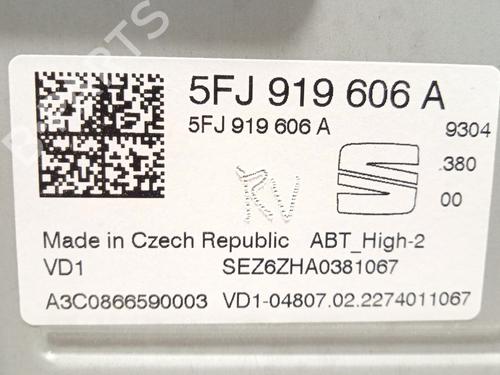 5FJ 919 606 A
5FJ 919 606 A
9304
.380
00
RV
Made in Czech Republic ABT_High-2
VD1 SEZ6ZHA0381067
A3C0866590003 VD1-04807.02.2274011067